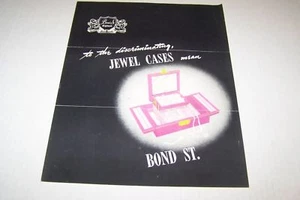 to the discriminating,
JEWEL CASES mean
BOND ST.